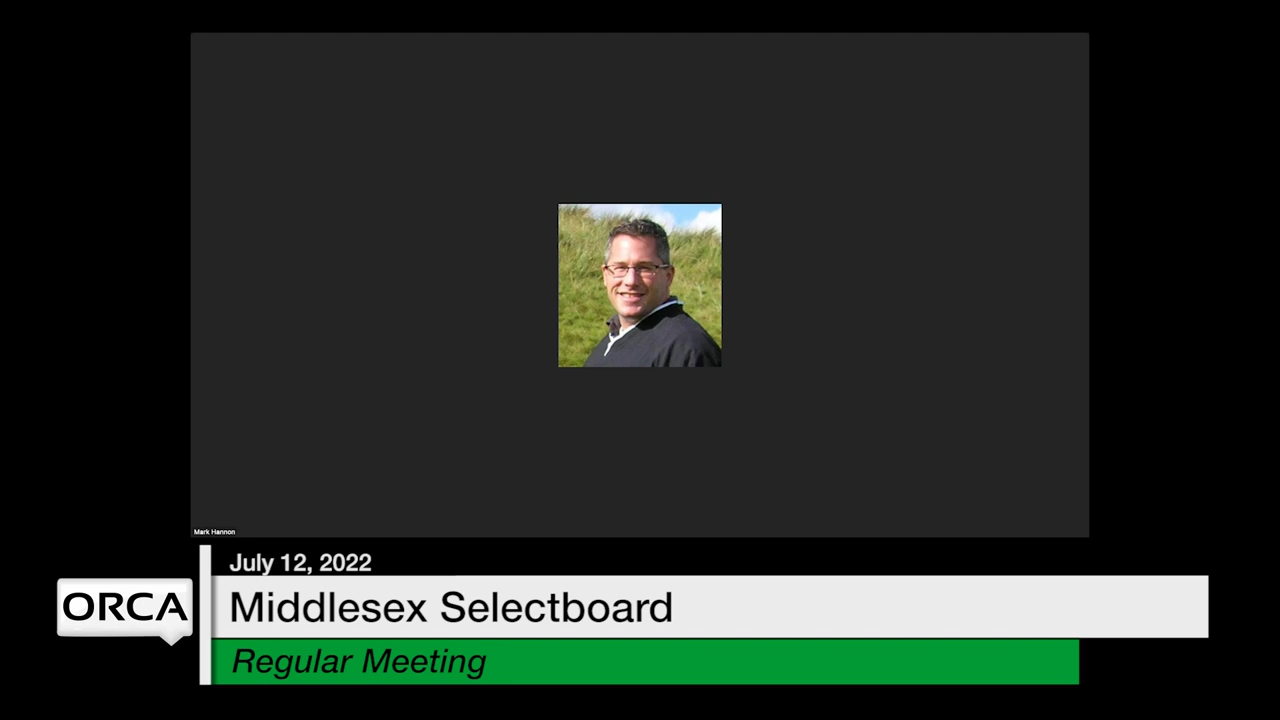 Mark Hannon
July 12, 2022
ORCA
Middlesex Selectboard
Regular Meeting